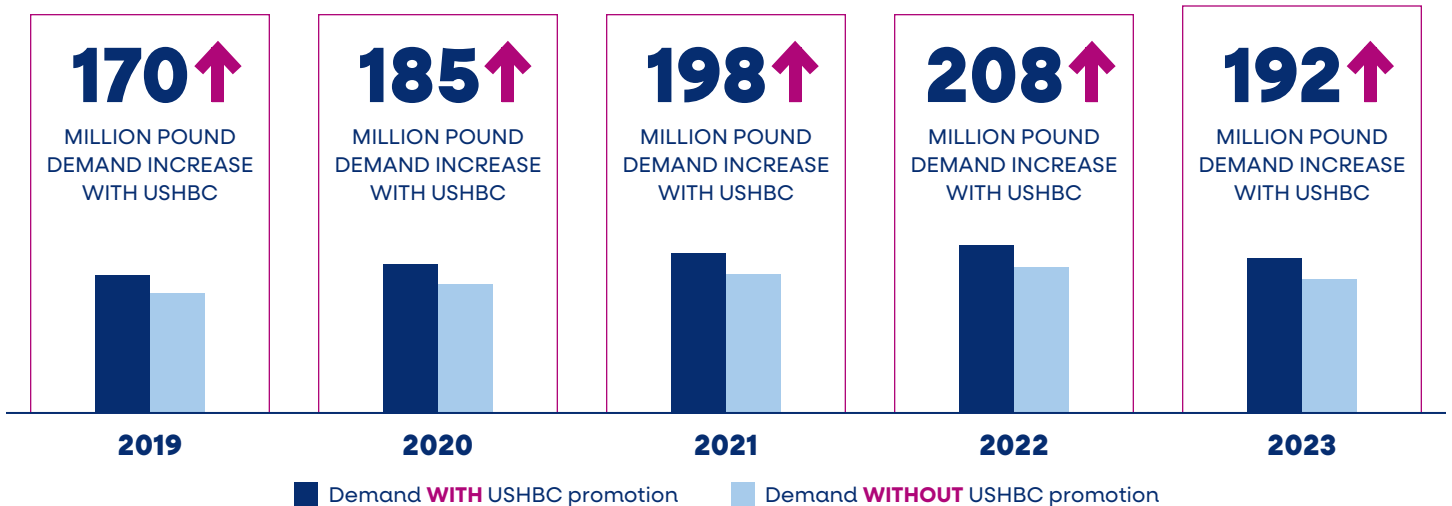 170
MILLION POUND
DEMAND INCREASE
WITH USHBC
185
MILLION POUND
DEMAND INCREASE
WITH USHBC
198
MILLION POUND
DEMAND INCREASE
WITH USHBC
208
MILLION POUND
DEMAND INCREASE
WITH USHBC
192
MILLION POUND
DEMAND INCREASE
WITH USHBC
2019
2020
2021
2022
2023
Demand WITH USHBC promotion
Demand WITHOUT USHBC promotion